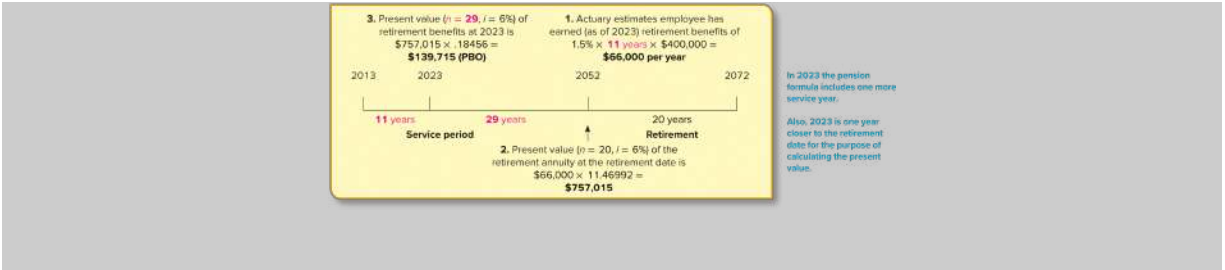 3. Present value (n = 29, i = 6%) of
retirement benefits at 2023 is
$757,015 × .18456 =
$139,715 (PBO)
1. Actuary estimates employee has
earned (as of 2023) retirement benefits of
1.5% × 11 years × $400,000 =
$66,000 per year
2013 2023 2052 2072
11 years 29 years 20 years
Service period Retirement
2. Present value (n = 20, i = 6%) of the
retirement annuity at the retirement date is
$66,000 × 11.46992 =
$757,015
In 2023 the pension
formula includes one more
service year.
Also, 2023 is one year
closer to the retirement
date for the purpose of
calculating the present
value.